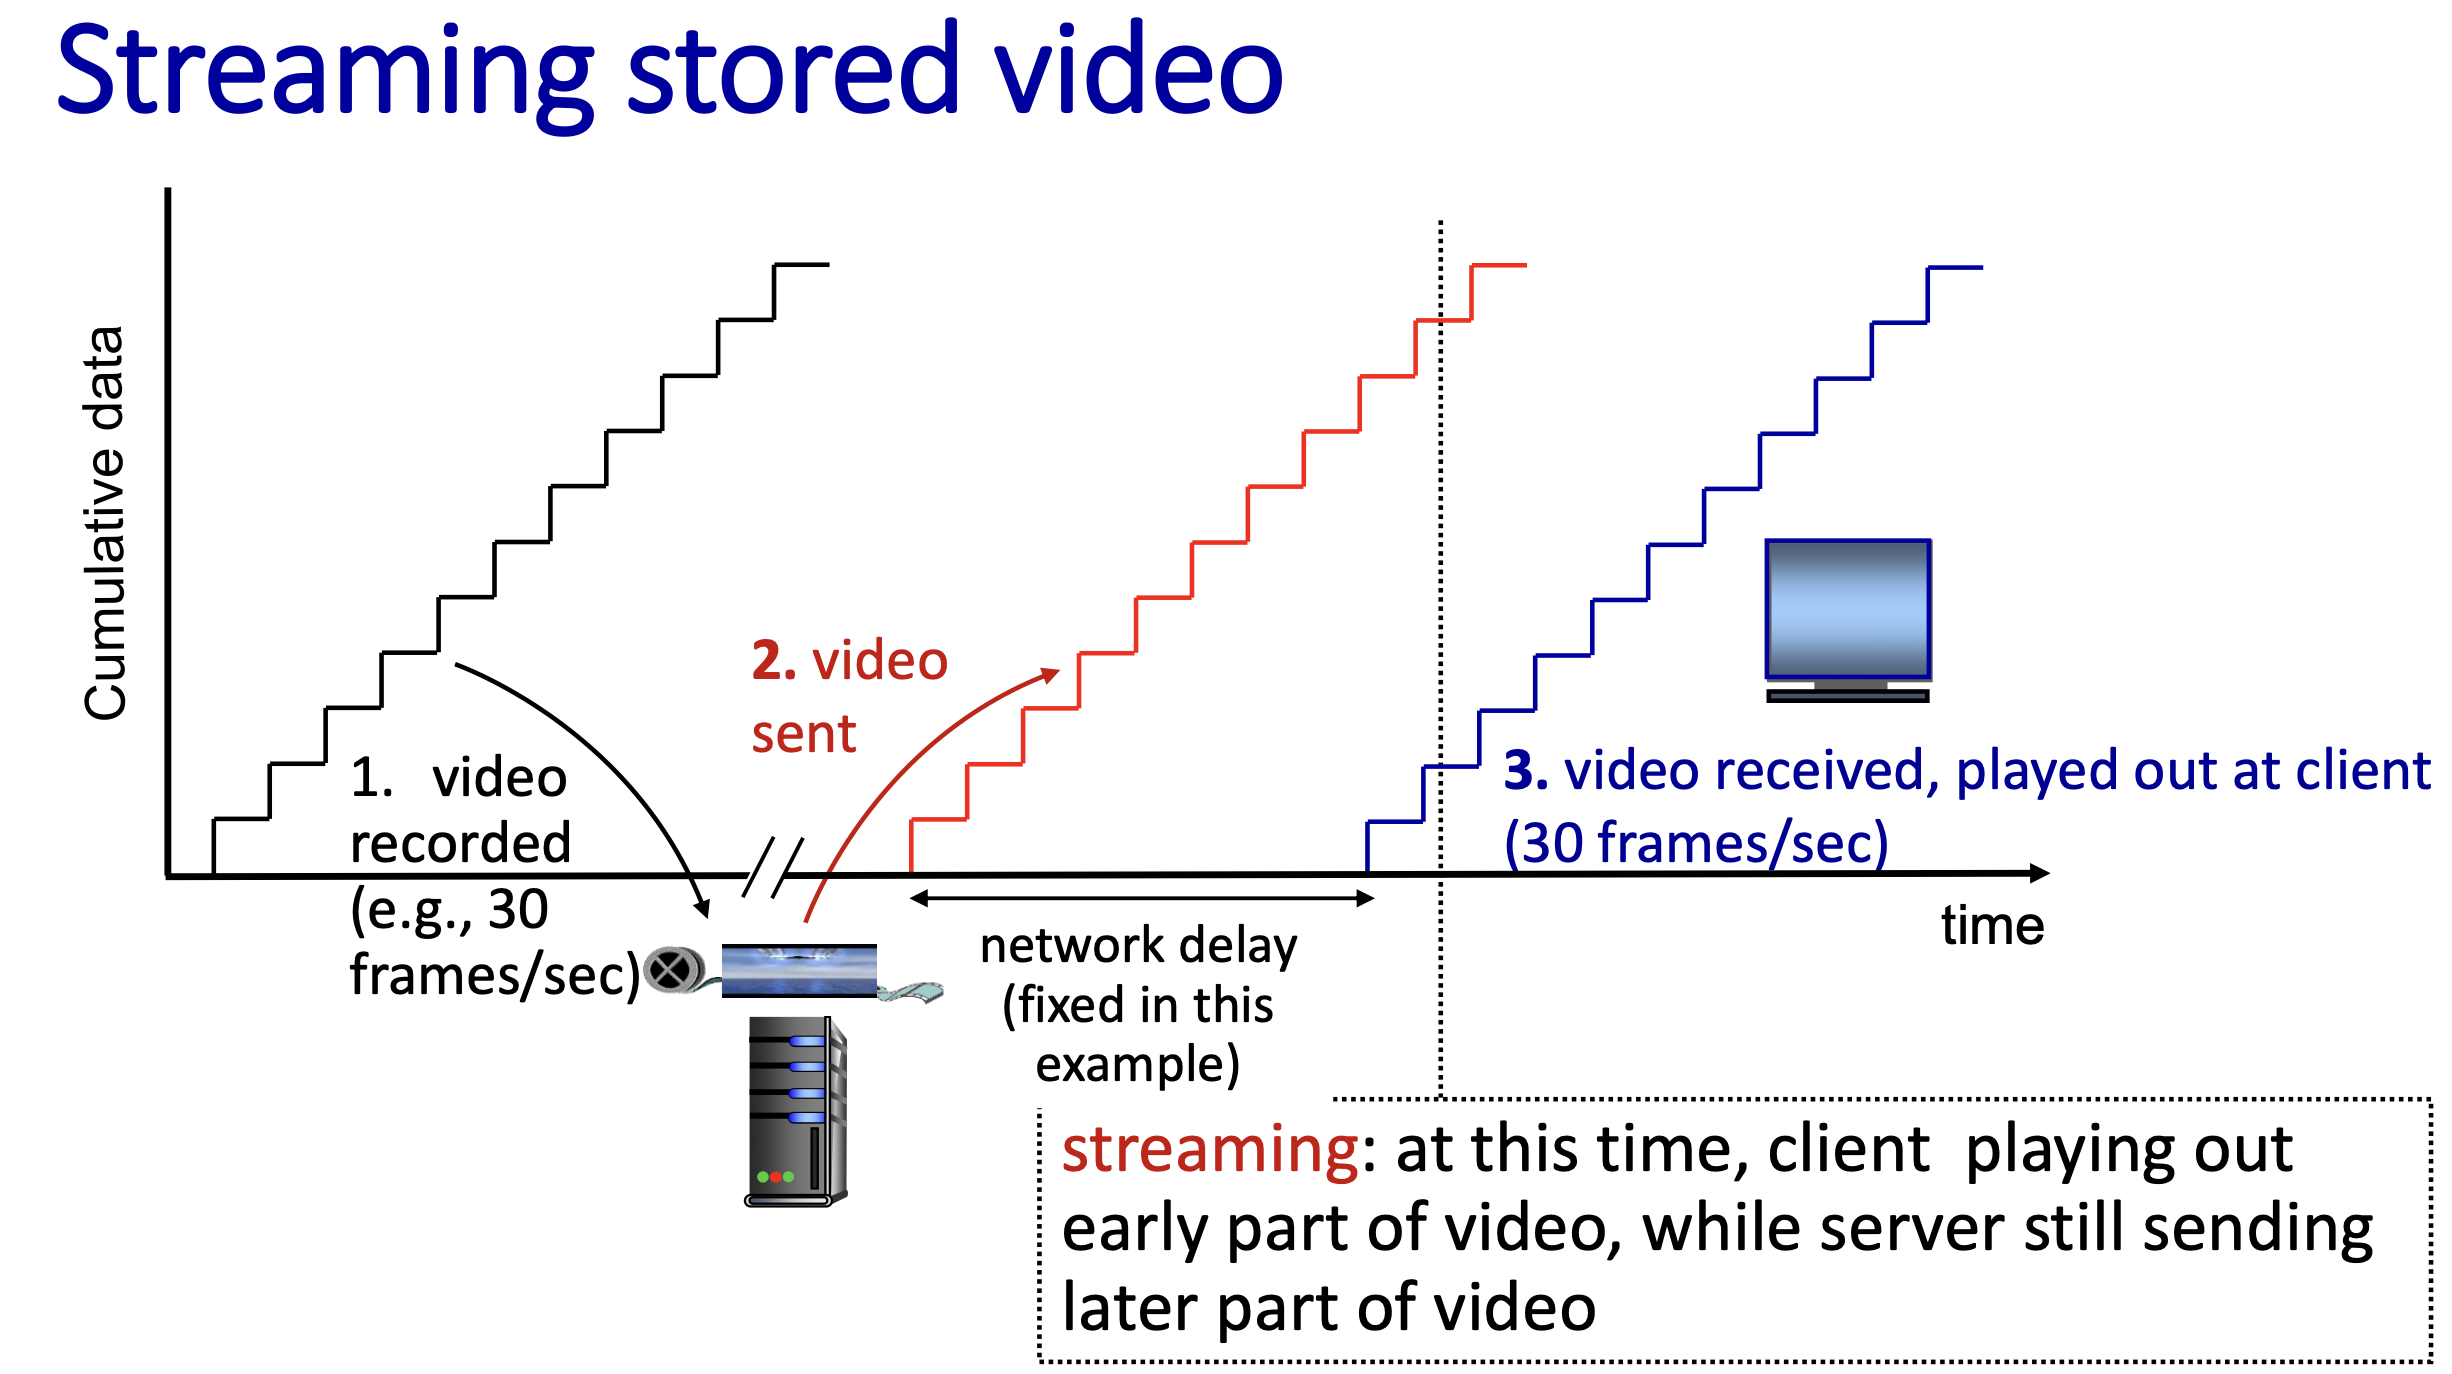 Streaming stored video
Cumulative data
1. video
recorded
(e.g., 30
frames/sec)
2. video
sent
3. video received, played out at client
(30 frames/sec)
time
network delay
(fixed in this
example)
streaming: at this time, client playing out
early part of video, while server still sending
later part of video